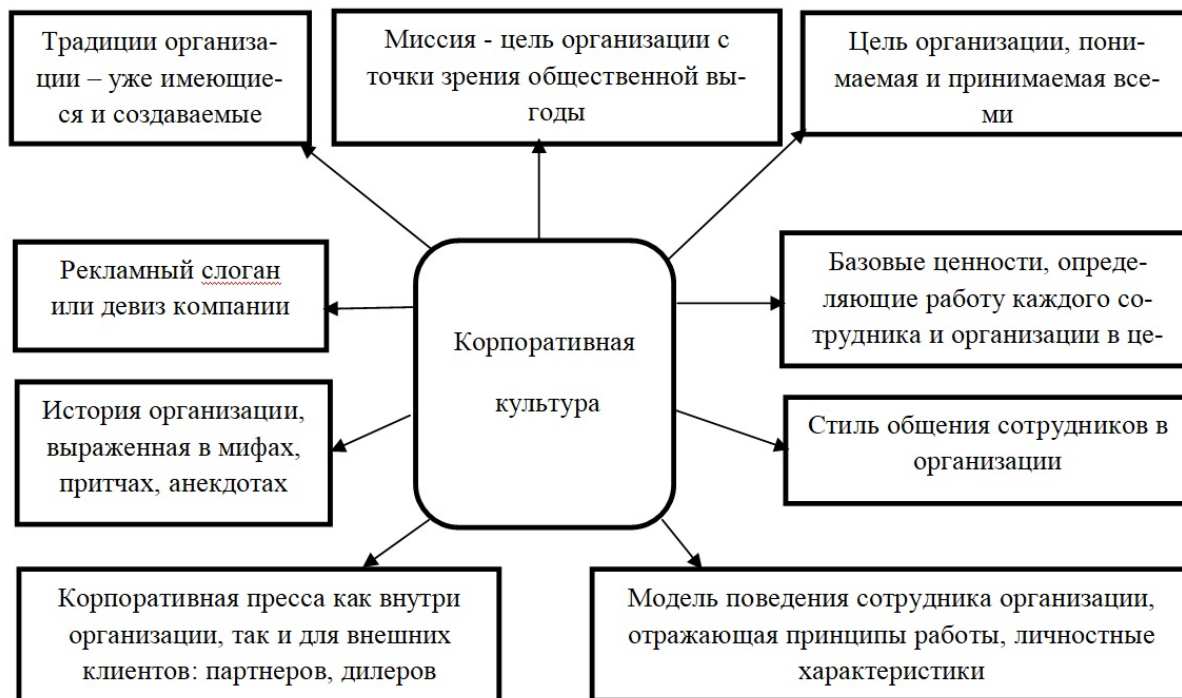 Традиции организа-
ции – уже имеющие-
ся и создаваемые
Миссия - цель организации с
точки зрения общественной вы-
годы
Цель организации, пони-
маемая и принимаемая все-
ми
Рекламный слоган
или девиз компании
Корпоративная
культура
Базовые ценности, опреде-
ляющие работу каждого со-
трудника и организации в це-
История организации,
выраженная в мифах,
притчах, анекдотах
Стиль общения сотрудников в
организации
Корпоративная пресса как внутри
организации, так и для внешних
клиентов: партнеров, дилеров
Модель поведения сотрудника организации,
отражающая принципы работы, личностные
характеристики